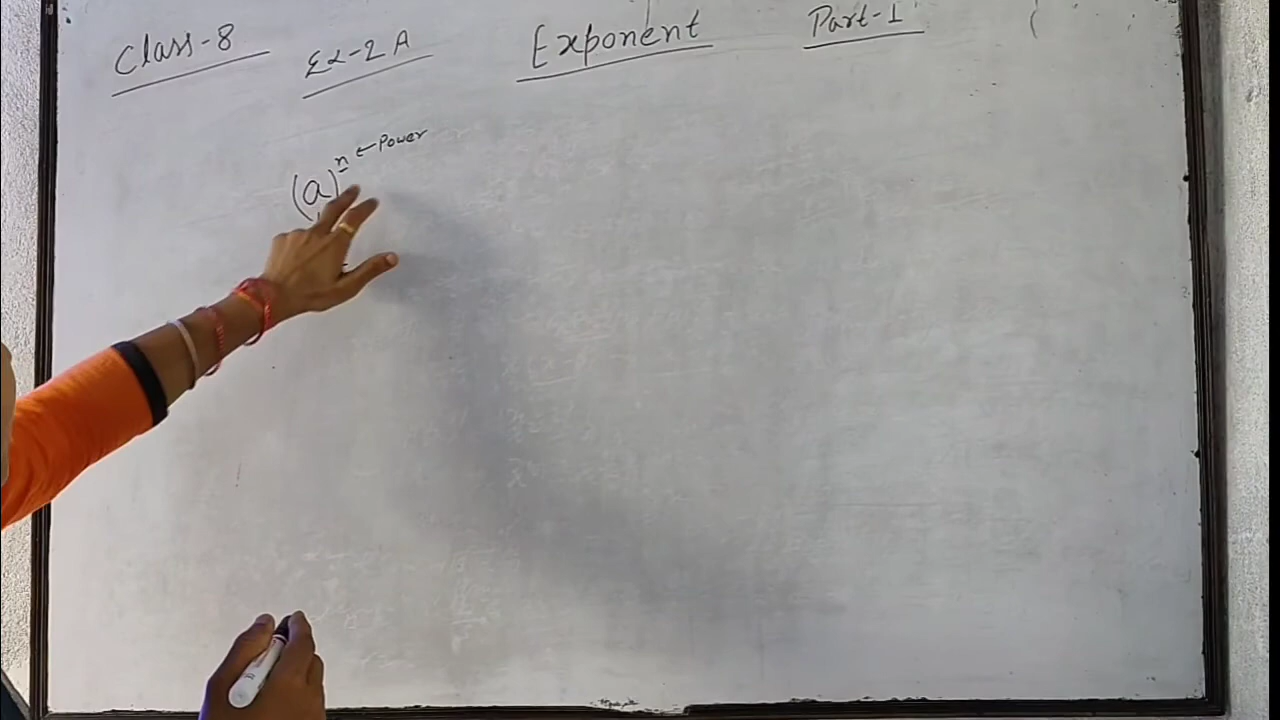 Class-8 Ex-2 A Exponent Part-1
(a)ⁿ ← Power